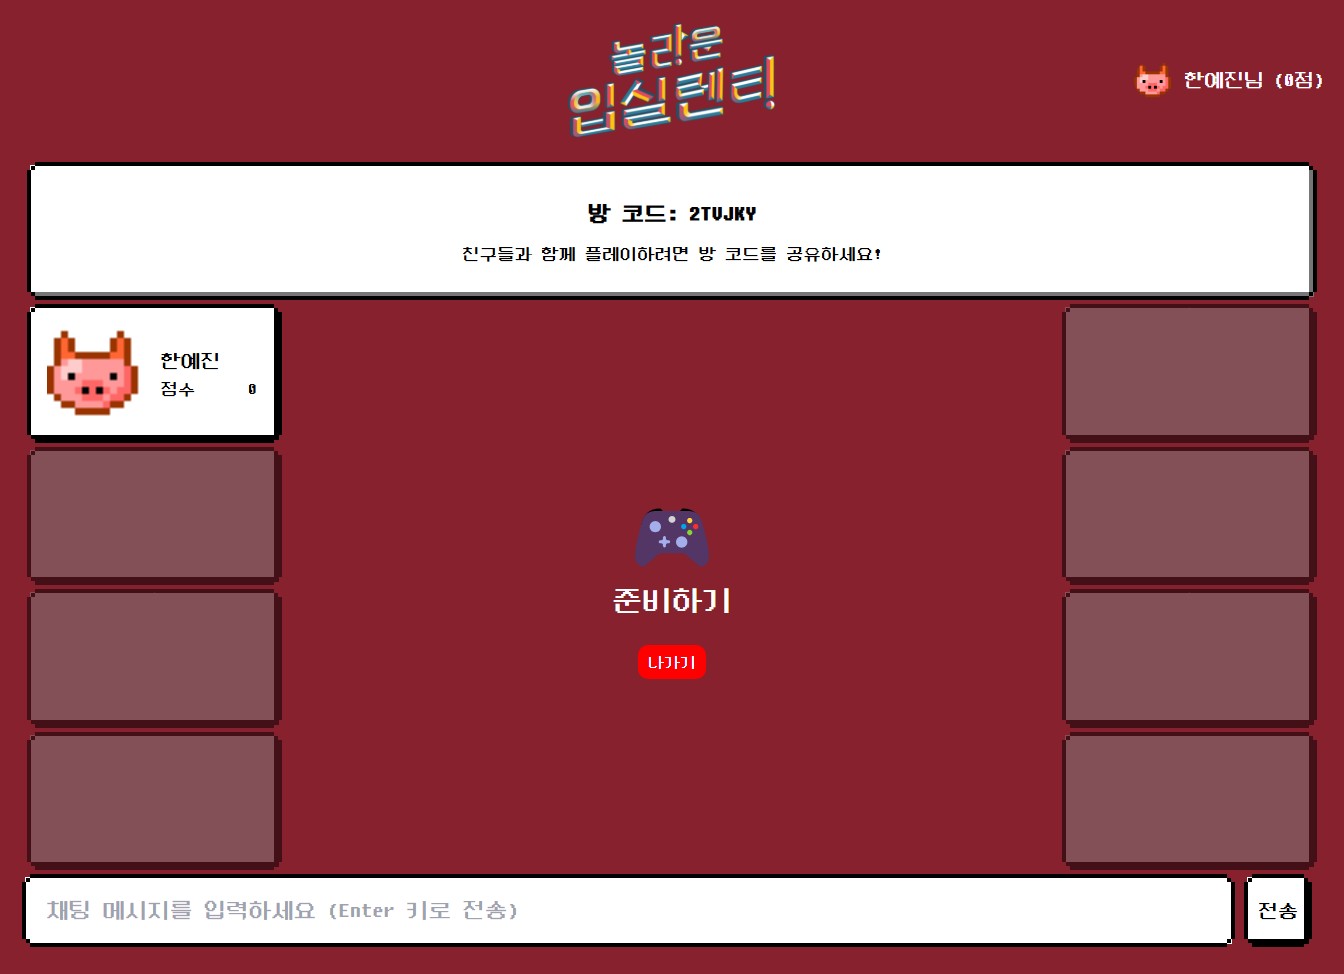 놀라운
입실렌티!
한예진님 (0점)
방 코드: 2TVJKY
친구들과 함께 플레이하려면 방 코드를 공유하세요!
한예진
점수 0
준비하기
나가기
채팅 메시지를 입력하세요 (Enter 키로 전송)
전송